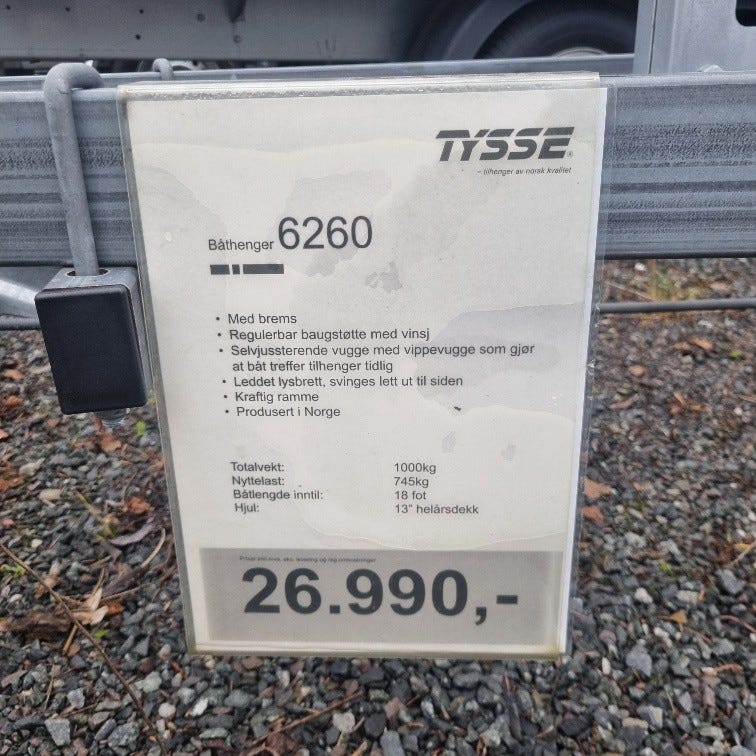 TYSSE
– tilhenger av norsk kvalitet
Båthenger 6260
• Med brems
• Regulerbar baugstøtte med vinsj
• Selvjussterende vugge med vippevugge som gjør
at båt treffer tilhenger tidlig
• Leddet lysbrett, svinges lett ut til siden
• Kraftig ramme
• Produsert i Norge
Totalvekt: 1000kg
Nyttelast: 745kg
Båtlengde inntil: 18 fot
Hjul: 13" helårsdekk
26.990,-